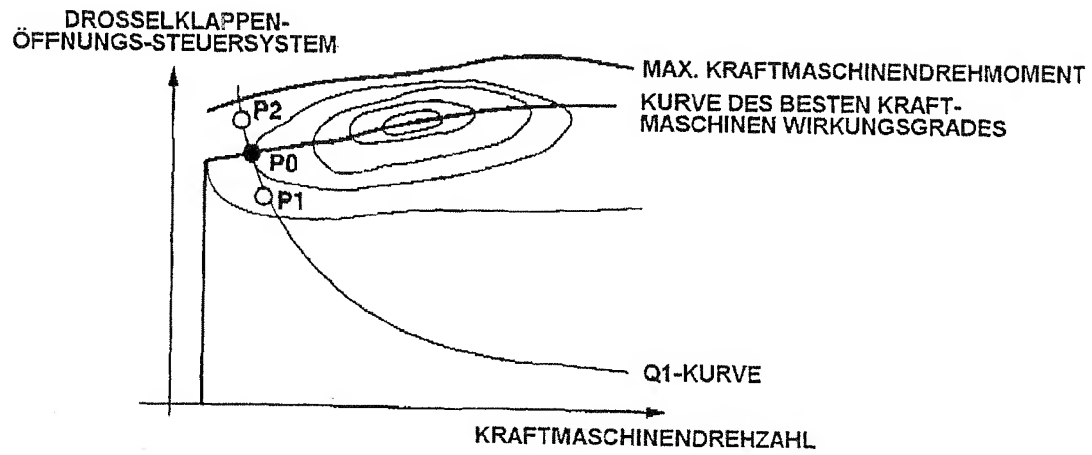 DROSSELKLAPPEN-
ÖFFNUNGS-STEUERSYSTEM
MAX. KRAFTMASCHINENDREHMOMENT
KURVE DES BESTEN KRAFT-
MASCHINEN WIRKUNGSGRADES
P2
P0
P1
Q1-KURVE
KRAFTMASCHINENDREHZAHL